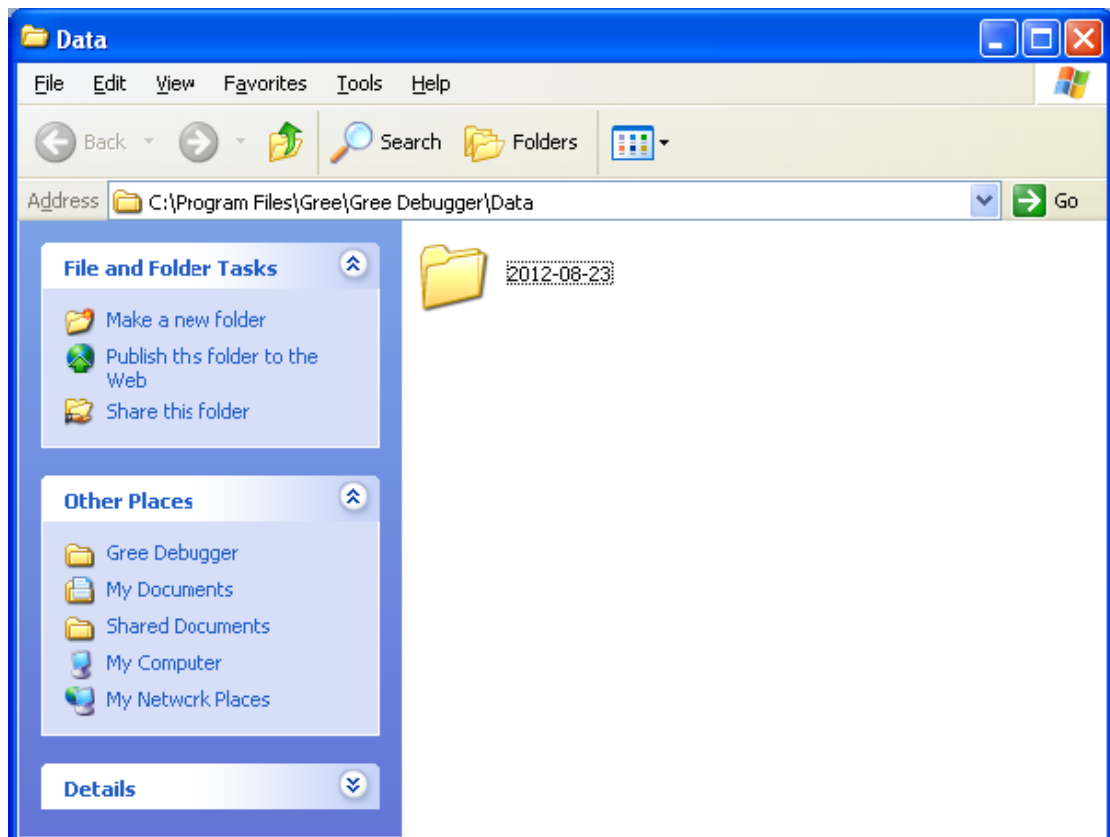 Data
File Edit View Favorites Tools Help
Back Search Folders
Address C:\Program Files\Gree\Gree Debugger\Data Go
File and Folder Tasks
Make a new folder
Publish this folder to the
Web
Share this folder
Other Places
Gree Debugger
My Documents
Shared Documents
My Computer
My Network Places
Details
2012-08-23